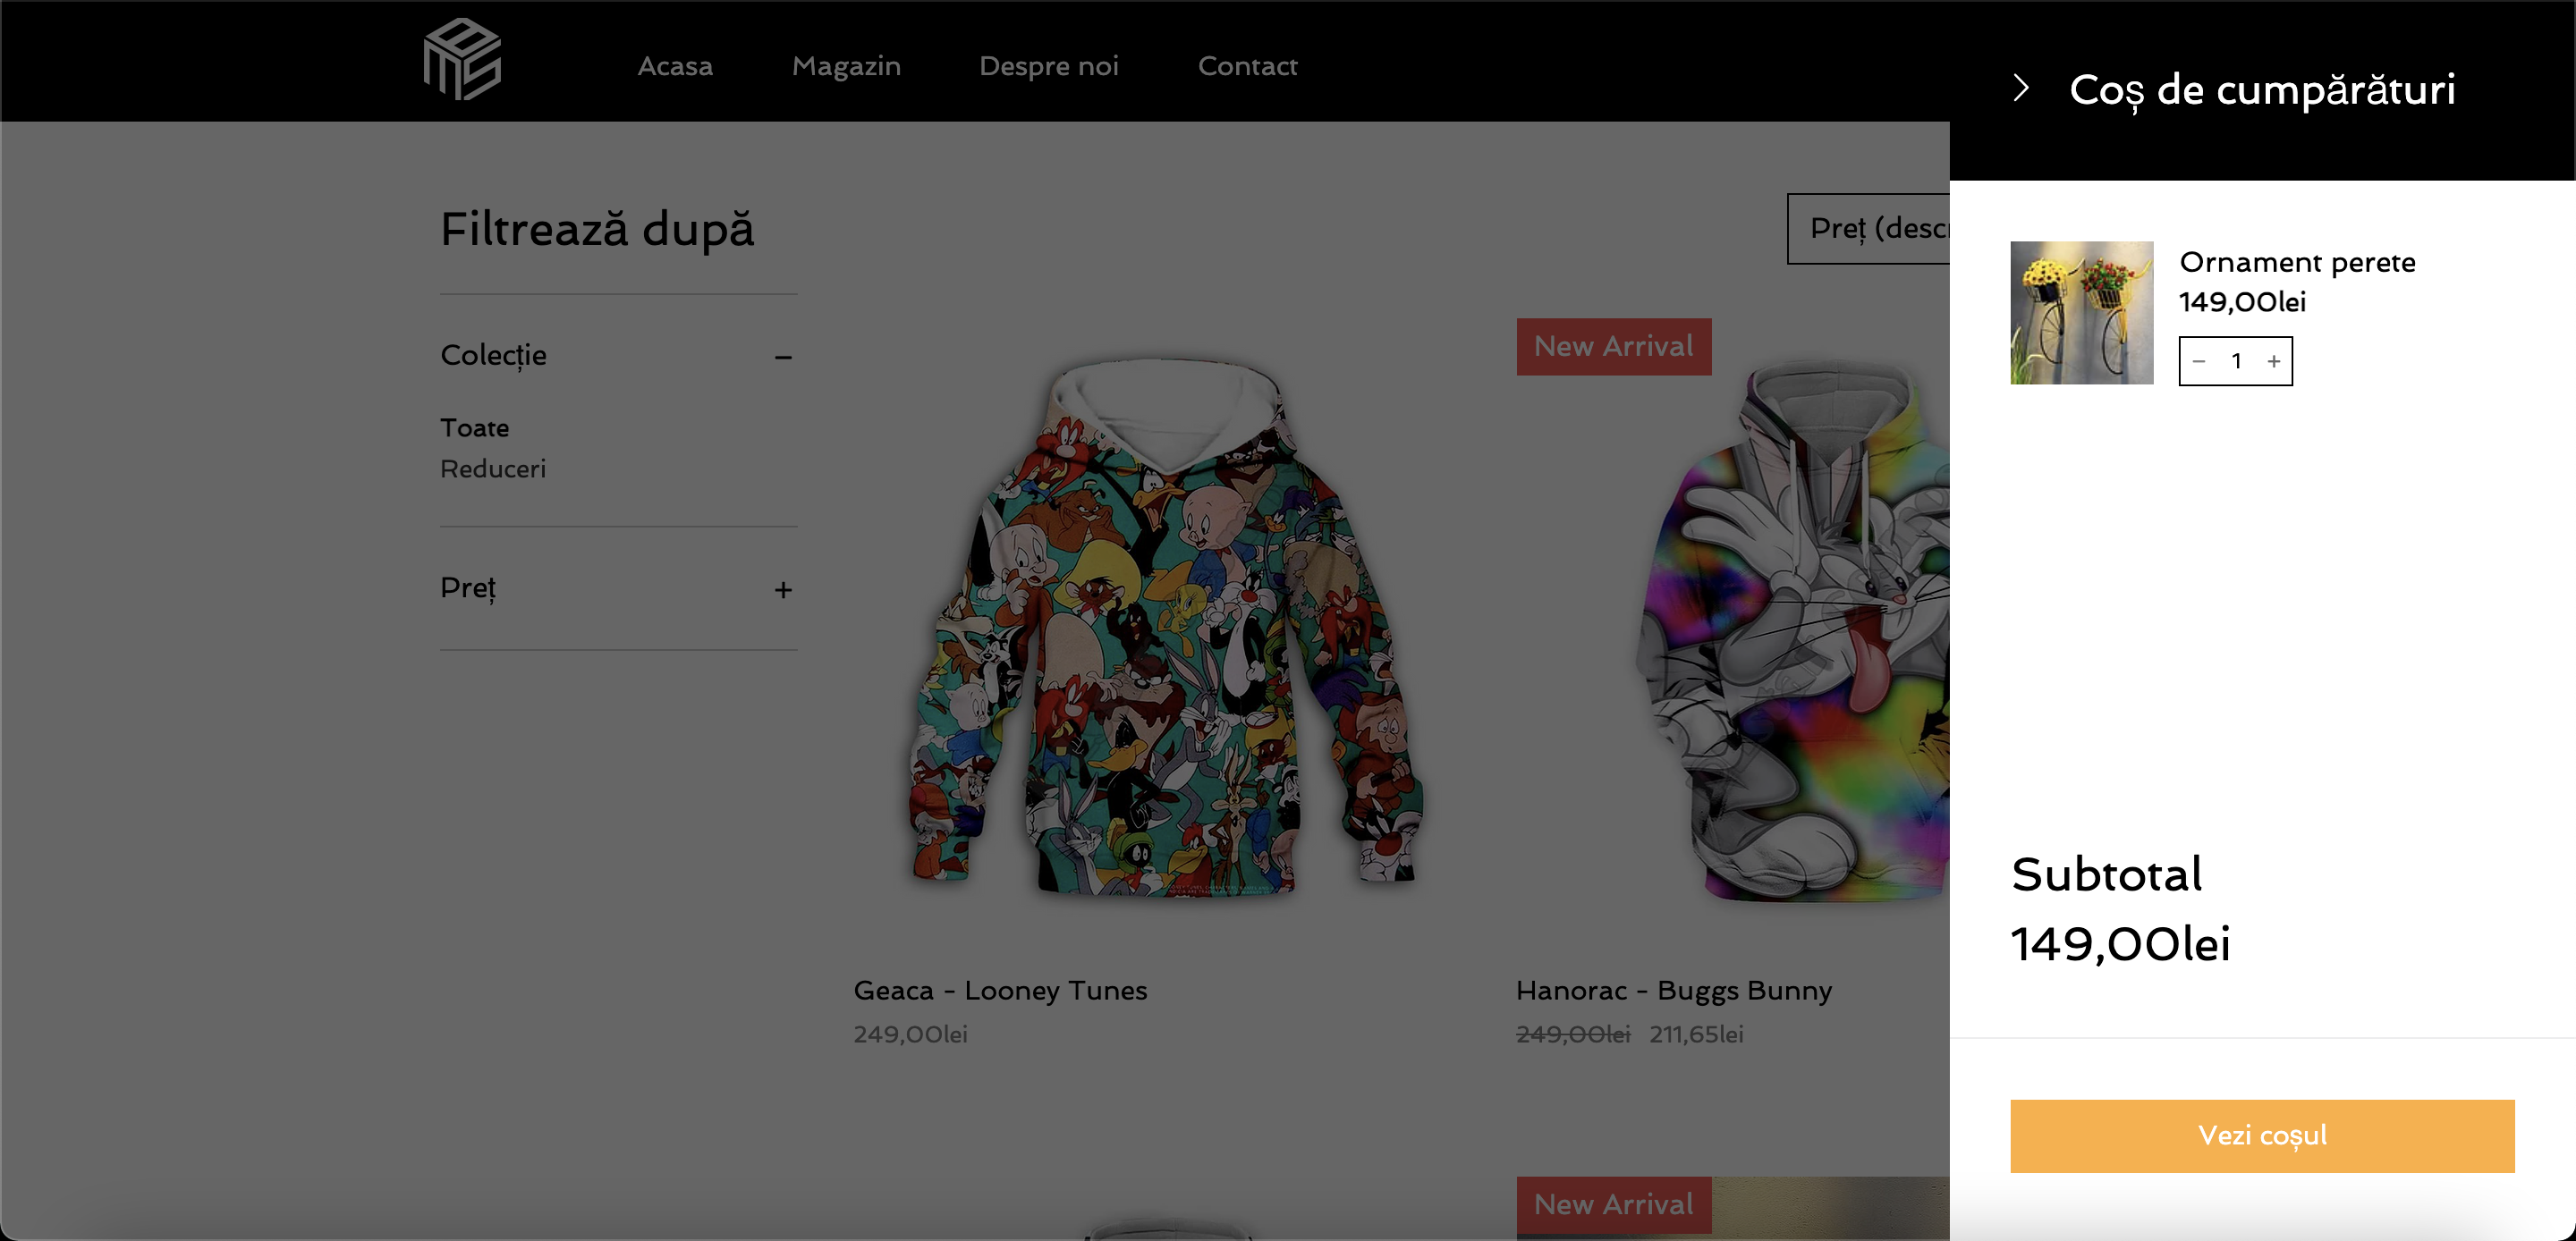 Acasa
Magazin
Despre noi
Contact
Coș de cumpărături
Filtrează după
Preț (desc
Colecție
Toate
Reduceri
Preț
New Arrival
Geaca - Looney Tunes
249,00lei
Hanorac - Buggs Bunny
249,00lei 211,65lei
New Arrival
Ornament perete
149,00lei
− 1 +
Subtotal
149,00lei
Vezi coșul